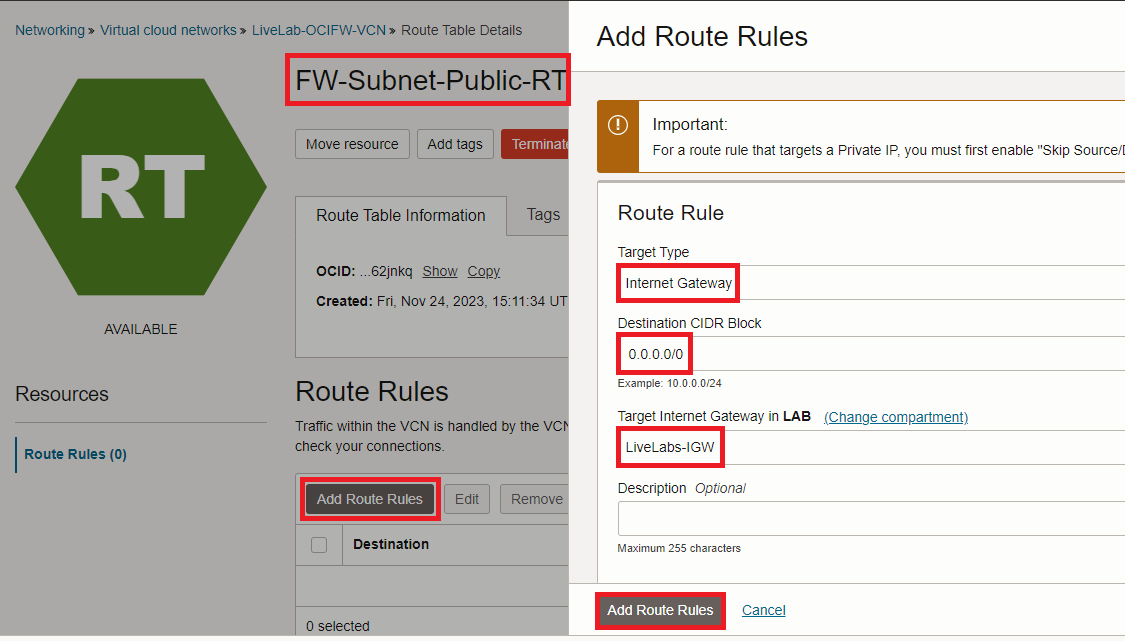 Networking » Virtual cloud networks » LiveLab-OCIFW-VCN » Route Table Details
RT
AVAILABLE
FW-Subnet-Public-RT
Move resource Add tags Terminate
Route Table Information Tags
OCID: ...62jnkq Show Copy
Created: Fri, Nov 24, 2023, 15:11:34 UT
Resources
Route Rules (0)
Route Rules
Traffic within the VCN is handled by the VCN
check your connections.
Add Route Rules Edit Remove
Destination
0 selected
Add Route Rules
Important:
For a route rule that targets a Private IP, you must first enable "Skip Source/D
Route Rule
Target Type
Internet Gateway
Destination CIDR Block
0.0.0.0/0
Example: 10.0.0.0/24
Target Internet Gateway in LAB (Change compartment)
LiveLabs-IGW
Description Optional
Maximum 255 characters
Add Route Rules Cancel